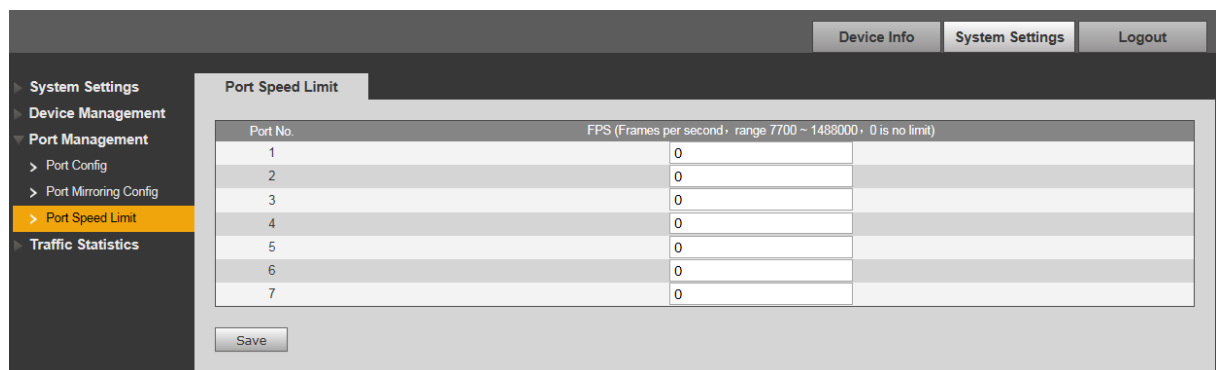 Device Info System Settings Logout
System Settings
Device Management
Port Management
Port Config
Port Mirroring Config
Port Speed Limit
Traffic Statistics
Port Speed Limit
Port No. FPS (Frames per second，range 7700 ~ 1488000，0 is no limit)
1 0
2 0
3 0
4 0
5 0
6 0
7 0
Save